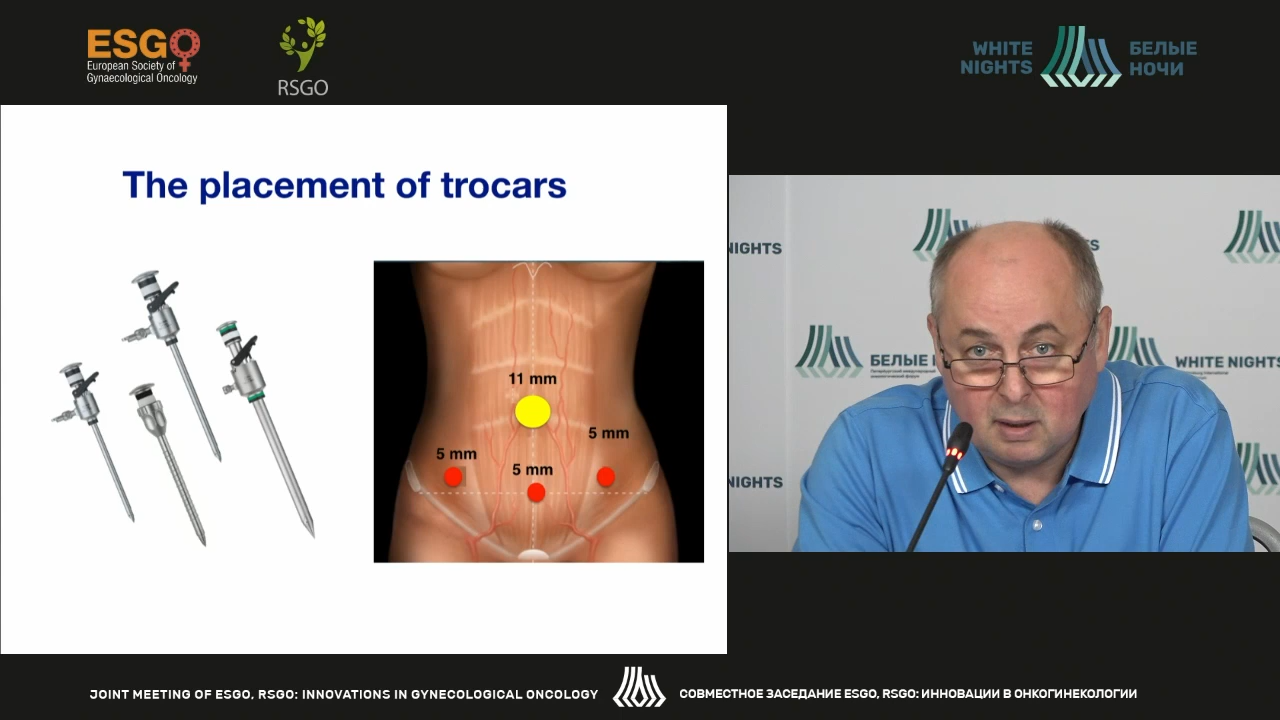 ESGO
European Society of
Gynaecological Oncology
RSGO
WHITE
NIGHTS
БЕЛЫЕ
НОЧИ
The placement of trocars
11 mm
5 mm
5 mm
5 mm
NIGHTS
БЕЛЫЕ
WHITE NIGHTS
NIGHTS
JOINT MEETING OF ESGO, RSGO: INNOVATIONS IN GYNECOLOGICAL ONCOLOGY
СОВМЕСТНОЕ ЗАСЕДАНИЕ ESGO, RSGO: ИННОВАЦИИ В ОНКОГИНЕКОЛОГИИ